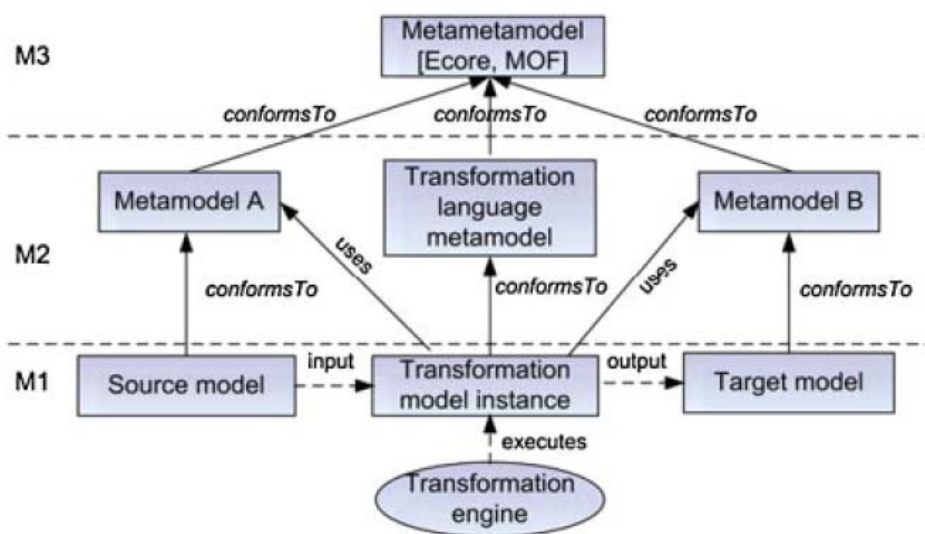 M3
Metametamodel
[Ecore, MOF]
conformsTo
conformsTo
conformsTo
Metamodel A
Transformation
language
metamodel
Metamodel B
M2
uses
uses
conformsTo
conformsTo
conformsTo
M1
Source model
input
Transformation
model instance
output
Target model
executes
Transformation
engine